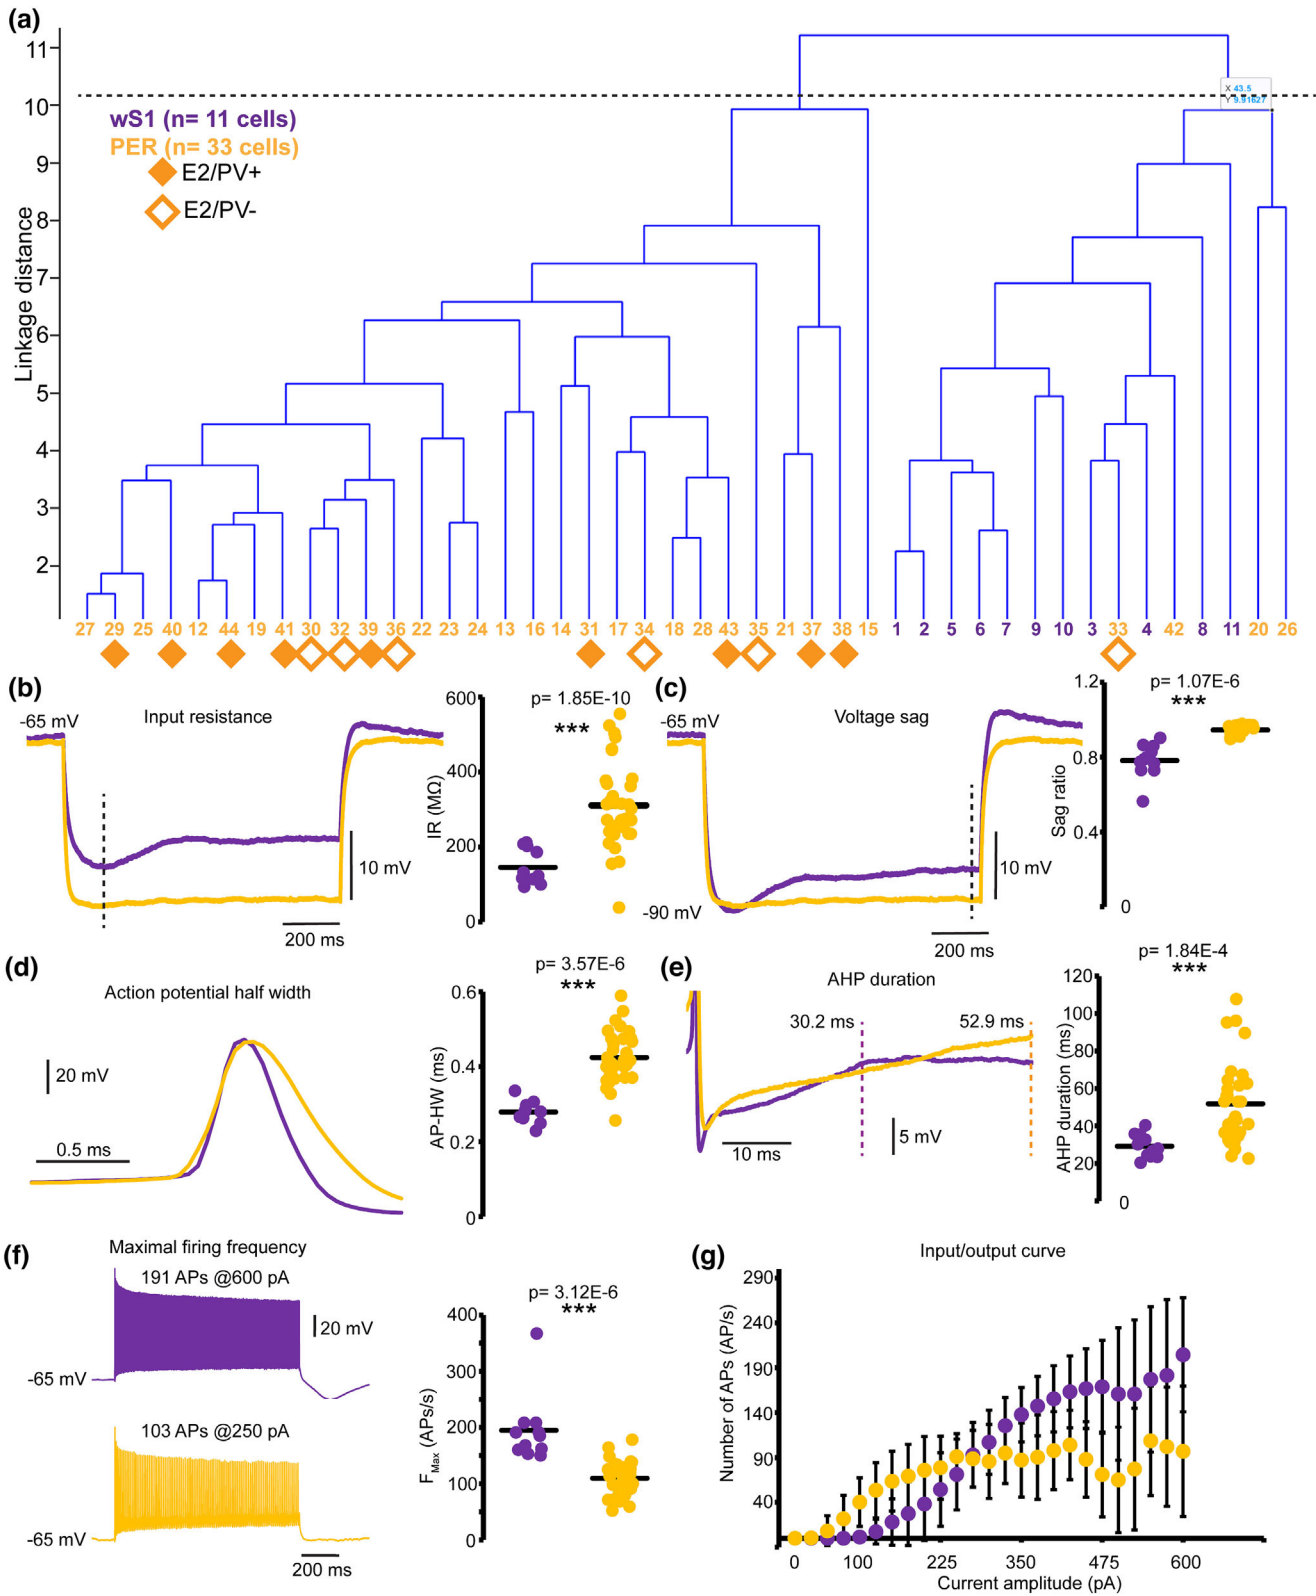 (a)
11
10
9
8
7
6
5
4
3
2
Linkage distance
wS1 (n= 11 cells)
PER (n= 33 cells)
E2/PV+
E2/PV-
X 43.5
Y 9.91627
27 29 25 40 12 44 19 41 30 32 39 36 22 23 24 13 16 14 31 17 34 18 28 43 35 21 37 38 15 1 2 5 6 7 9 10 3 33 4 42 8 11 20 26
(b)
Input resistance
-65 mV
10 mV
200 ms
p= 1.85E-10
***
600
400
200
0
IR (MΩ)
(c)
Voltage sag
-65 mV
-90 mV
10 mV
200 ms
p= 1.07E-6
***
1.2
0.8
0.4
0
Sag ratio
(d)
Action potential half width
20 mV
0.5 ms
p= 3.57E-6
***
0.6
0.4
0.2
0
AP-HW (ms)
(e)
AHP duration
30.2 ms
52.9 ms
10 ms
5 mV
p= 1.84E-4
***
120
100
80
60
40
20
0
AHP duration (ms)
(f)
Maximal firing frequency
191 APs @600 pA
20 mV
-65 mV
103 APs @250 pA
-65 mV
200 ms
p= 3.12E-6
***
400
300
200
100
0
FMax (APs/s)
(g)
Input/output curve
290
240
190
140
90
40
Number of APs (AP/s)
0 100 225 350 475 600
Current amplitude (pA)